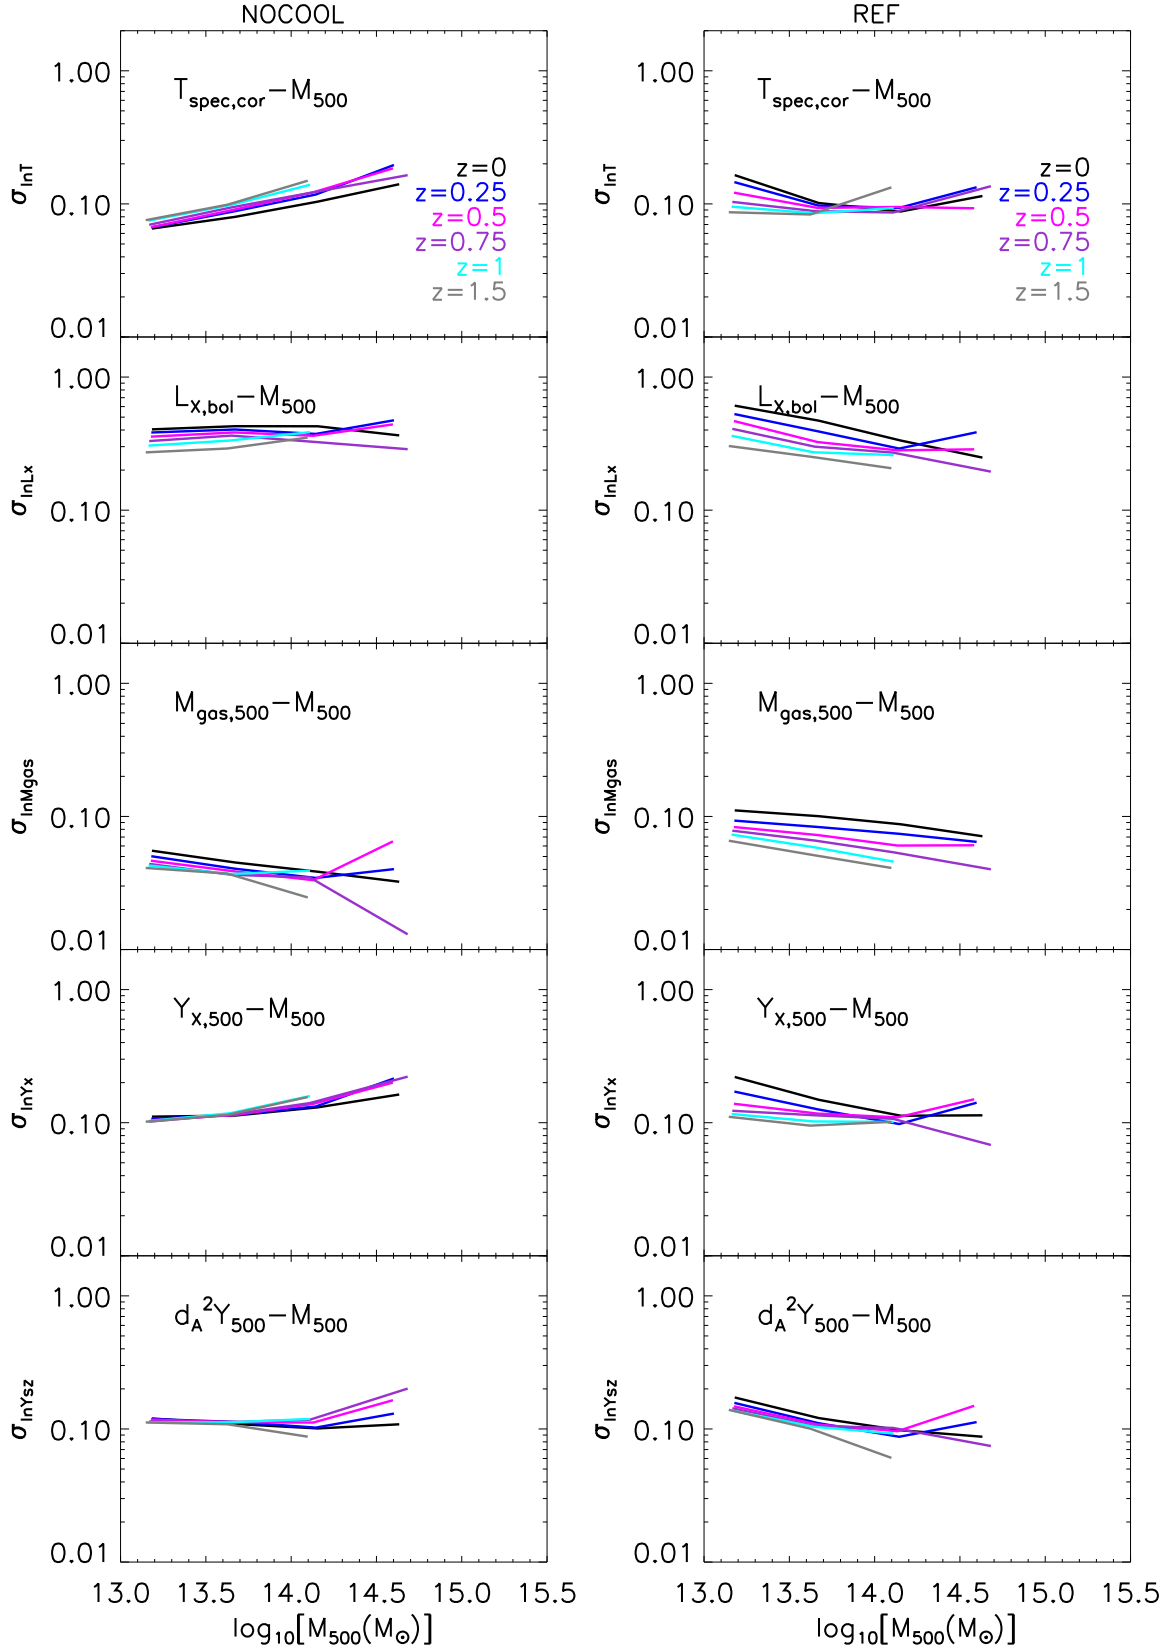 NOCOOL REF
1.00 T_spec,cor−M_500 1.00 T_spec,cor−M_500
z=0 z=0
σ_lnT z=0.25 σ_lnT z=0.25
0.10 z=0.5 0.10 z=0.5
z=0.75 z=0.75
z=1 z=1
z=1.5 z=1.5
0.01 0.01
1.00 L_X,bol−M_500 1.00 L_X,bol−M_500
σ_lnLx 0.10 σ_lnLx 0.10
0.01 0.01
1.00 M_gas,500−M_500 1.00 M_gas,500−M_500
σ_lnMgas 0.10 σ_lnMgas 0.10
0.01 0.01
1.00 Y_X,500−M_500 1.00 Y_X,500−M_500
σ_lnYx 0.10 σ_lnYx 0.10
0.01 0.01
1.00 d_A²Y_500−M_500 1.00 d_A²Y_500−M_500
σ_lnYsz 0.10 σ_lnYsz 0.10
0.01 0.01
13.0 13.5 14.0 14.5 15.0 15.5 13.0 13.5 14.0 14.5 15.0 15.5
log_10[M_500(M_⊙)] log_10[M_500(M_⊙)]